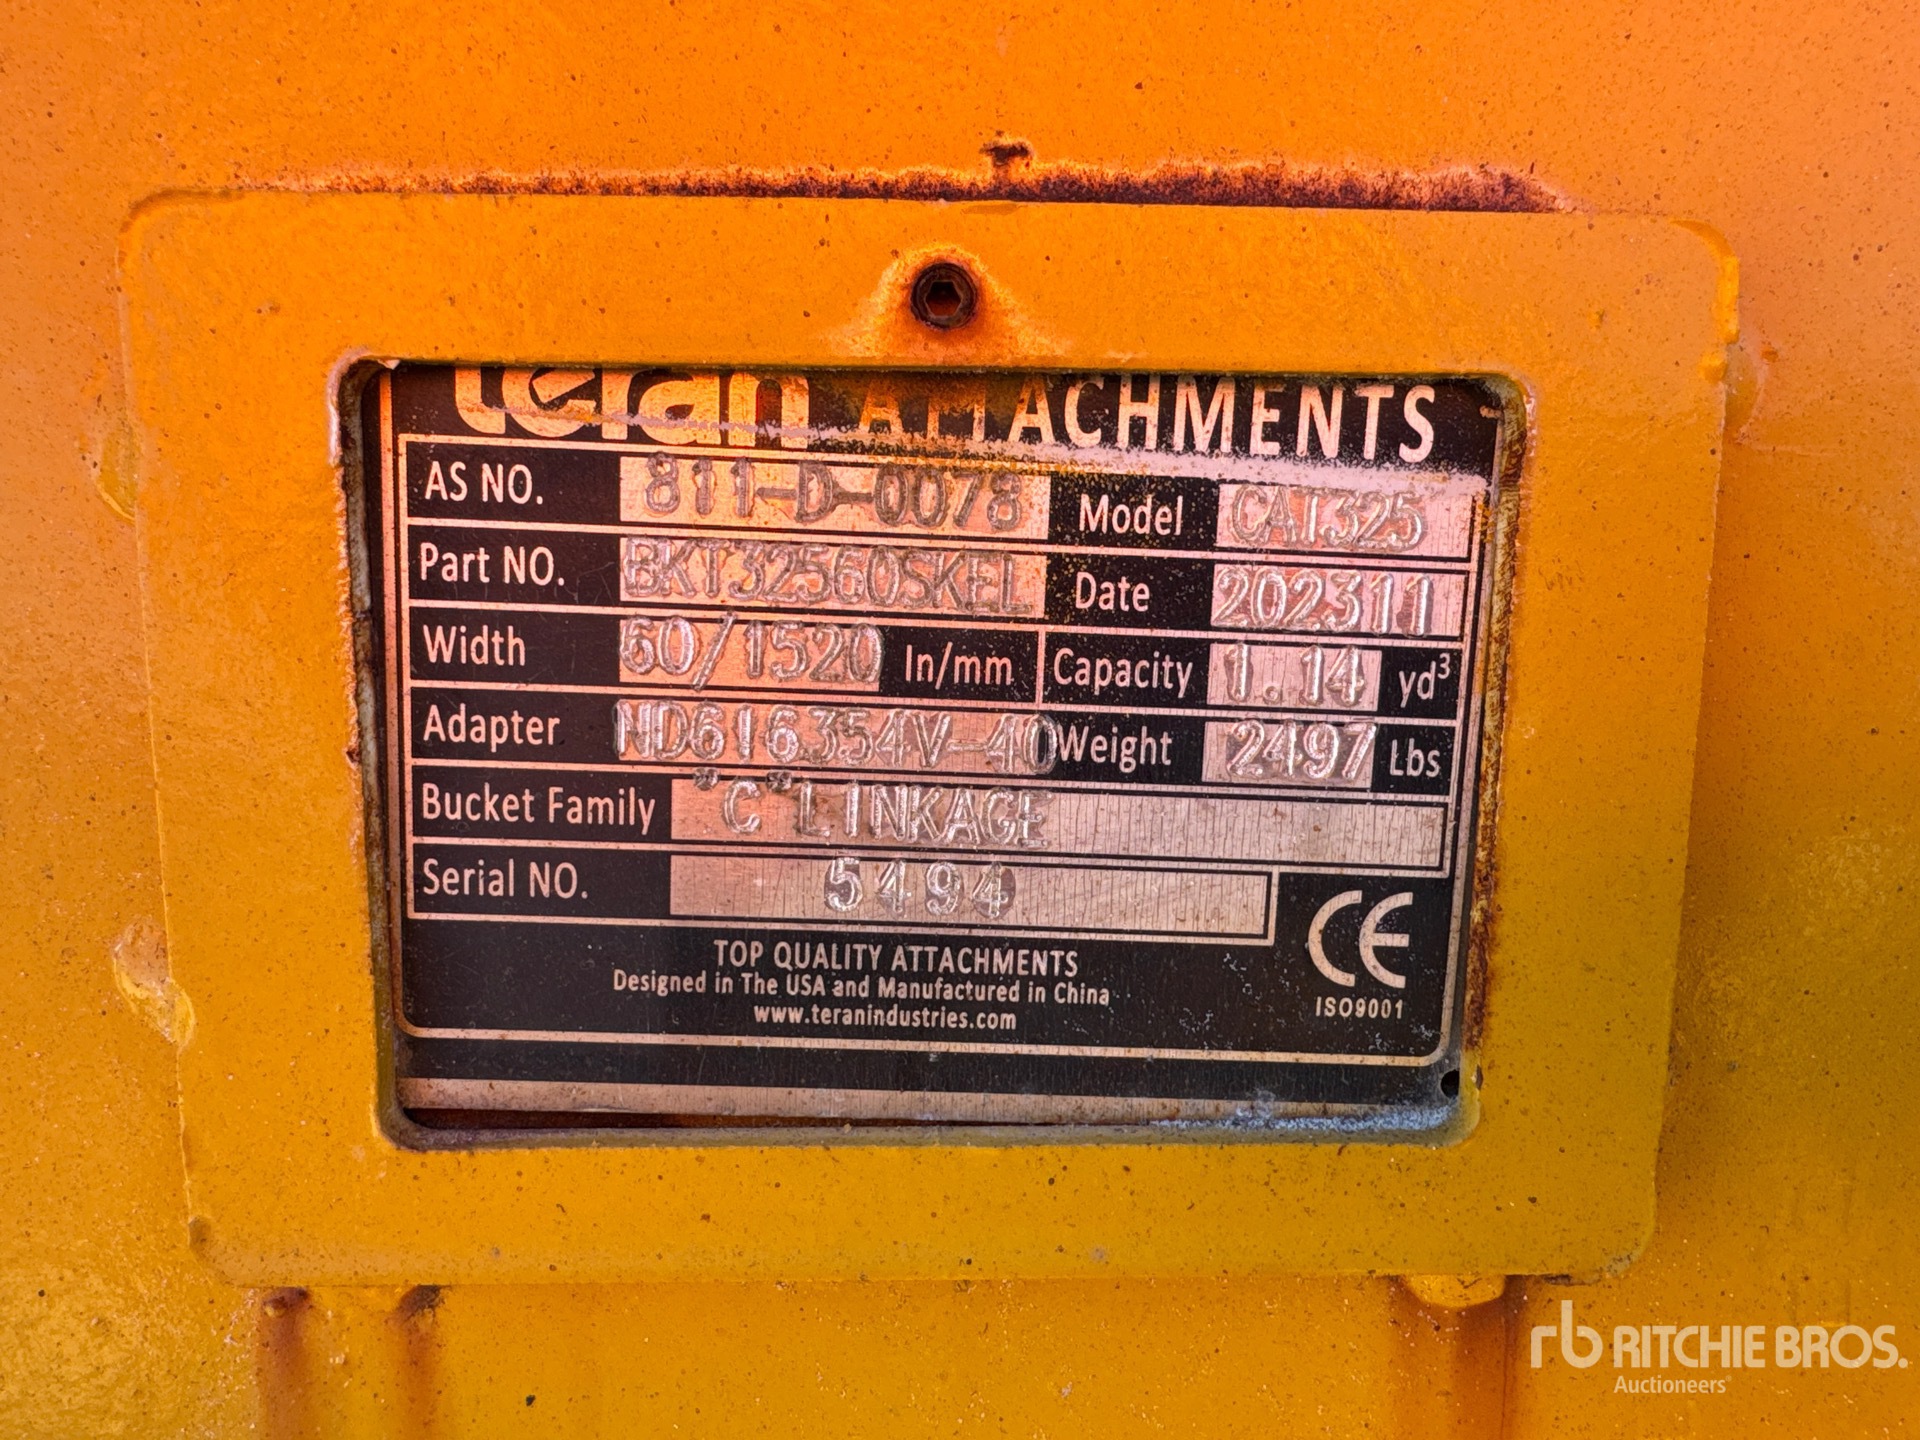 teran ATTACHMENTS
AS NO. 811-D-0078 Model CAT325
Part NO. BKT32560SKEL Date 202311
Width 60/1520 In/mm Capacity 1.14 yd³
Adapter ND616354V-40 Weight 2497 Lbs
Bucket Family "C"LINKAGE
Serial NO. 5494
CE
ISO9001
TOP QUALITY ATTACHMENTS
Designed in The USA and Manufactured in China
www.teranindustries.com
rb RITCHIE BROS.
Auctioneers